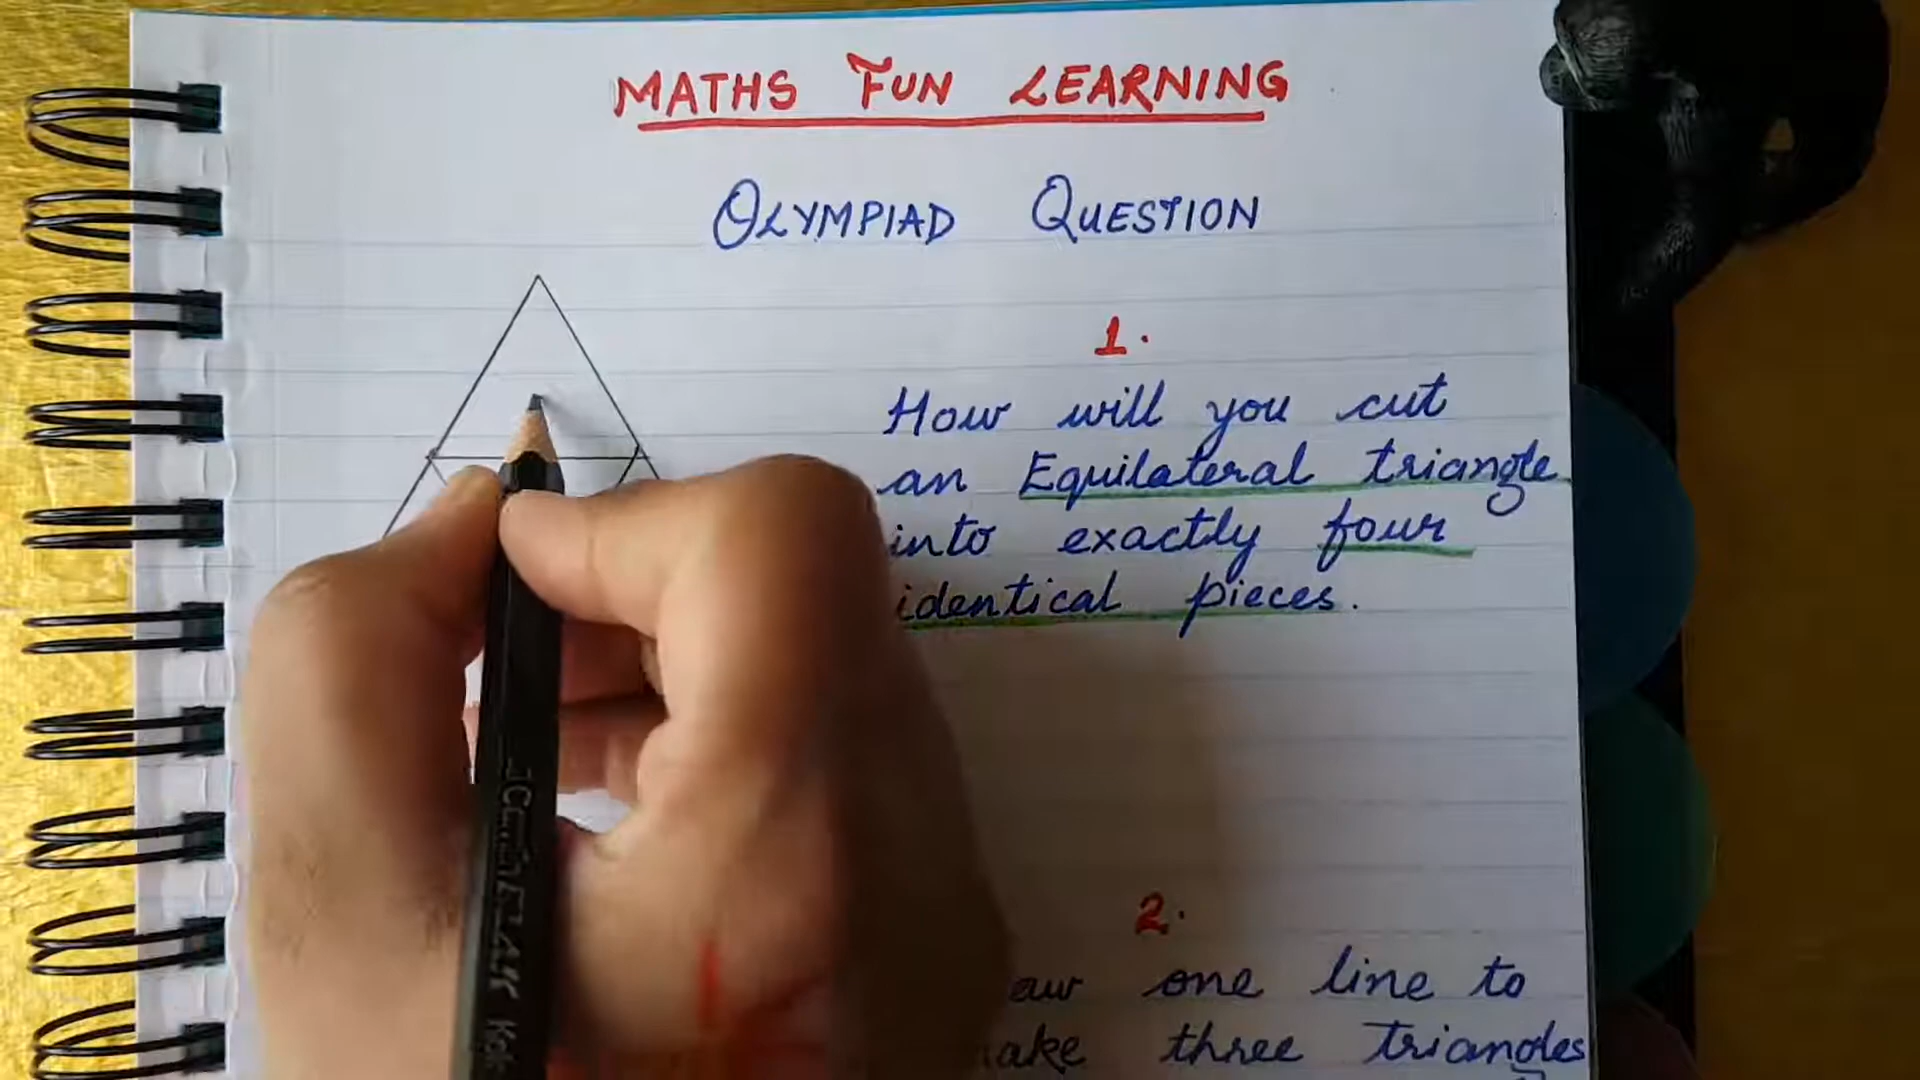 MATHS FUN LEARNING
OLYMPIAD QUESTION
1.
How will you cut
an Equilateral triangle
into exactly four
identical pieces.
2.
one line to
three triangles